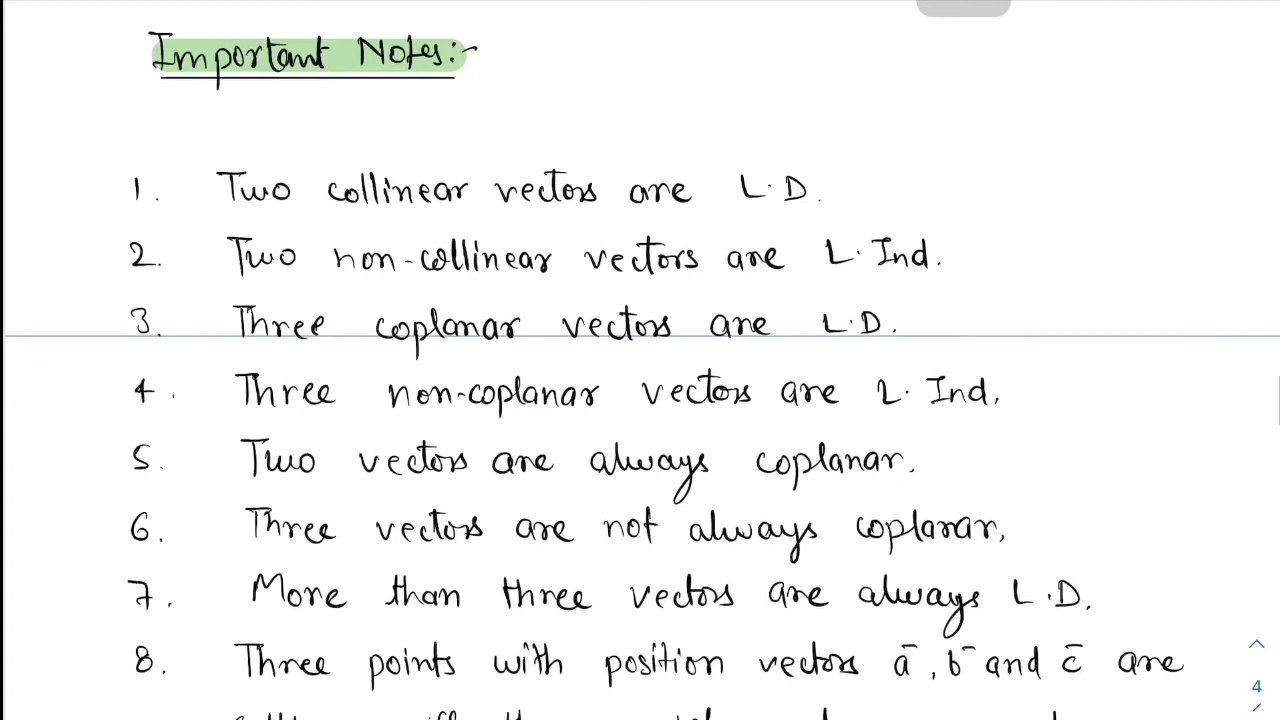 Important Notes:-
1. Two collinear vectors are L.D.
2. Two non-collinear vectors are L. Ind.
3. Three coplanar vectors are L.D.
4. Three non-coplanar vectors are L. Ind.
5. Two vectors are always coplanar.
6. Three vectors are not always coplanar.
7. More than three vectors are always L.D.
8. Three points with position vectors a̅, b̅ and c̅ are
4